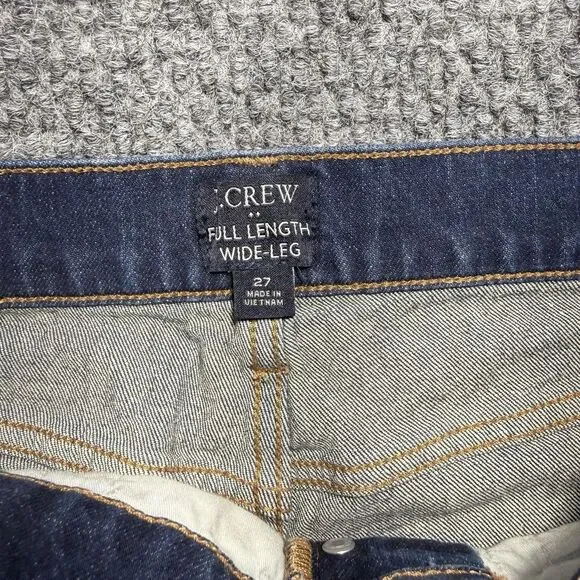 J.CREW
FULL LENGTH
WIDE-LEG
27
MADE IN
VIETNAM